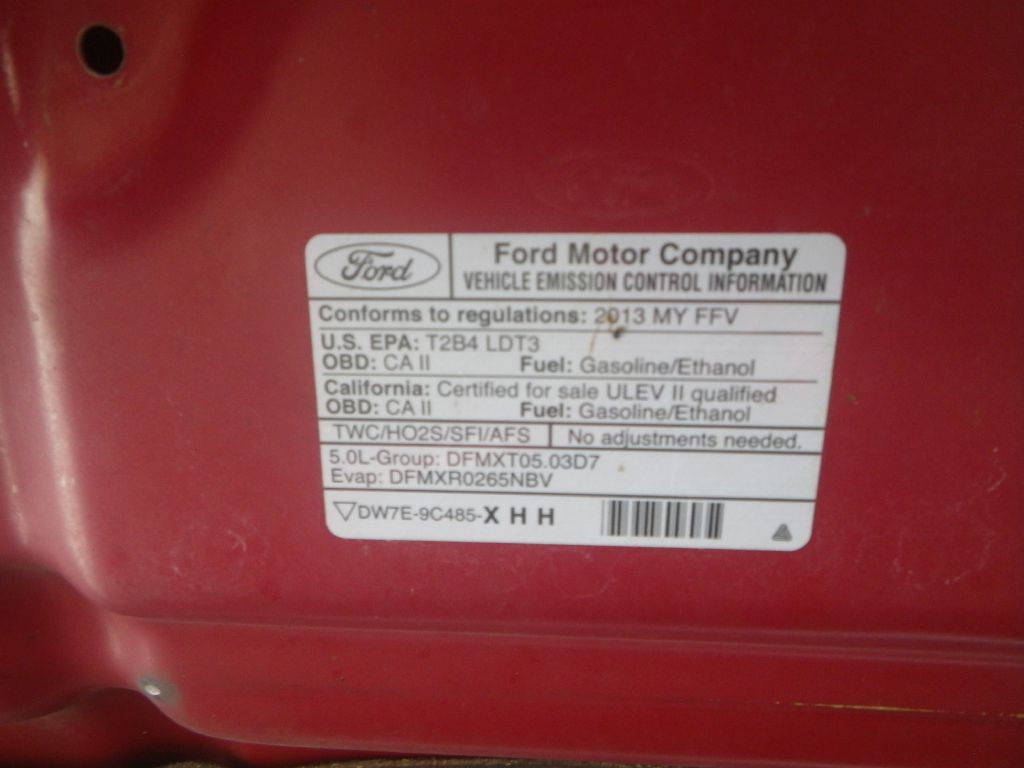 Ford
Ford Motor Company
VEHICLE EMISSION CONTROL INFORMATION
Conforms to regulations: 2013 MY FFV
U.S. EPA: T2B4 LDT3
OBD: CA II Fuel: Gasoline/Ethanol
California: Certified for sale ULEV II qualified
OBD: CA II Fuel: Gasoline/Ethanol
TWC/HO2S/SFI/AFS No adjustments needed.
5.0L-Group: DFMXT05.03D7
Evap: DFMXR0265NBV
DW7E-9C485-X H H